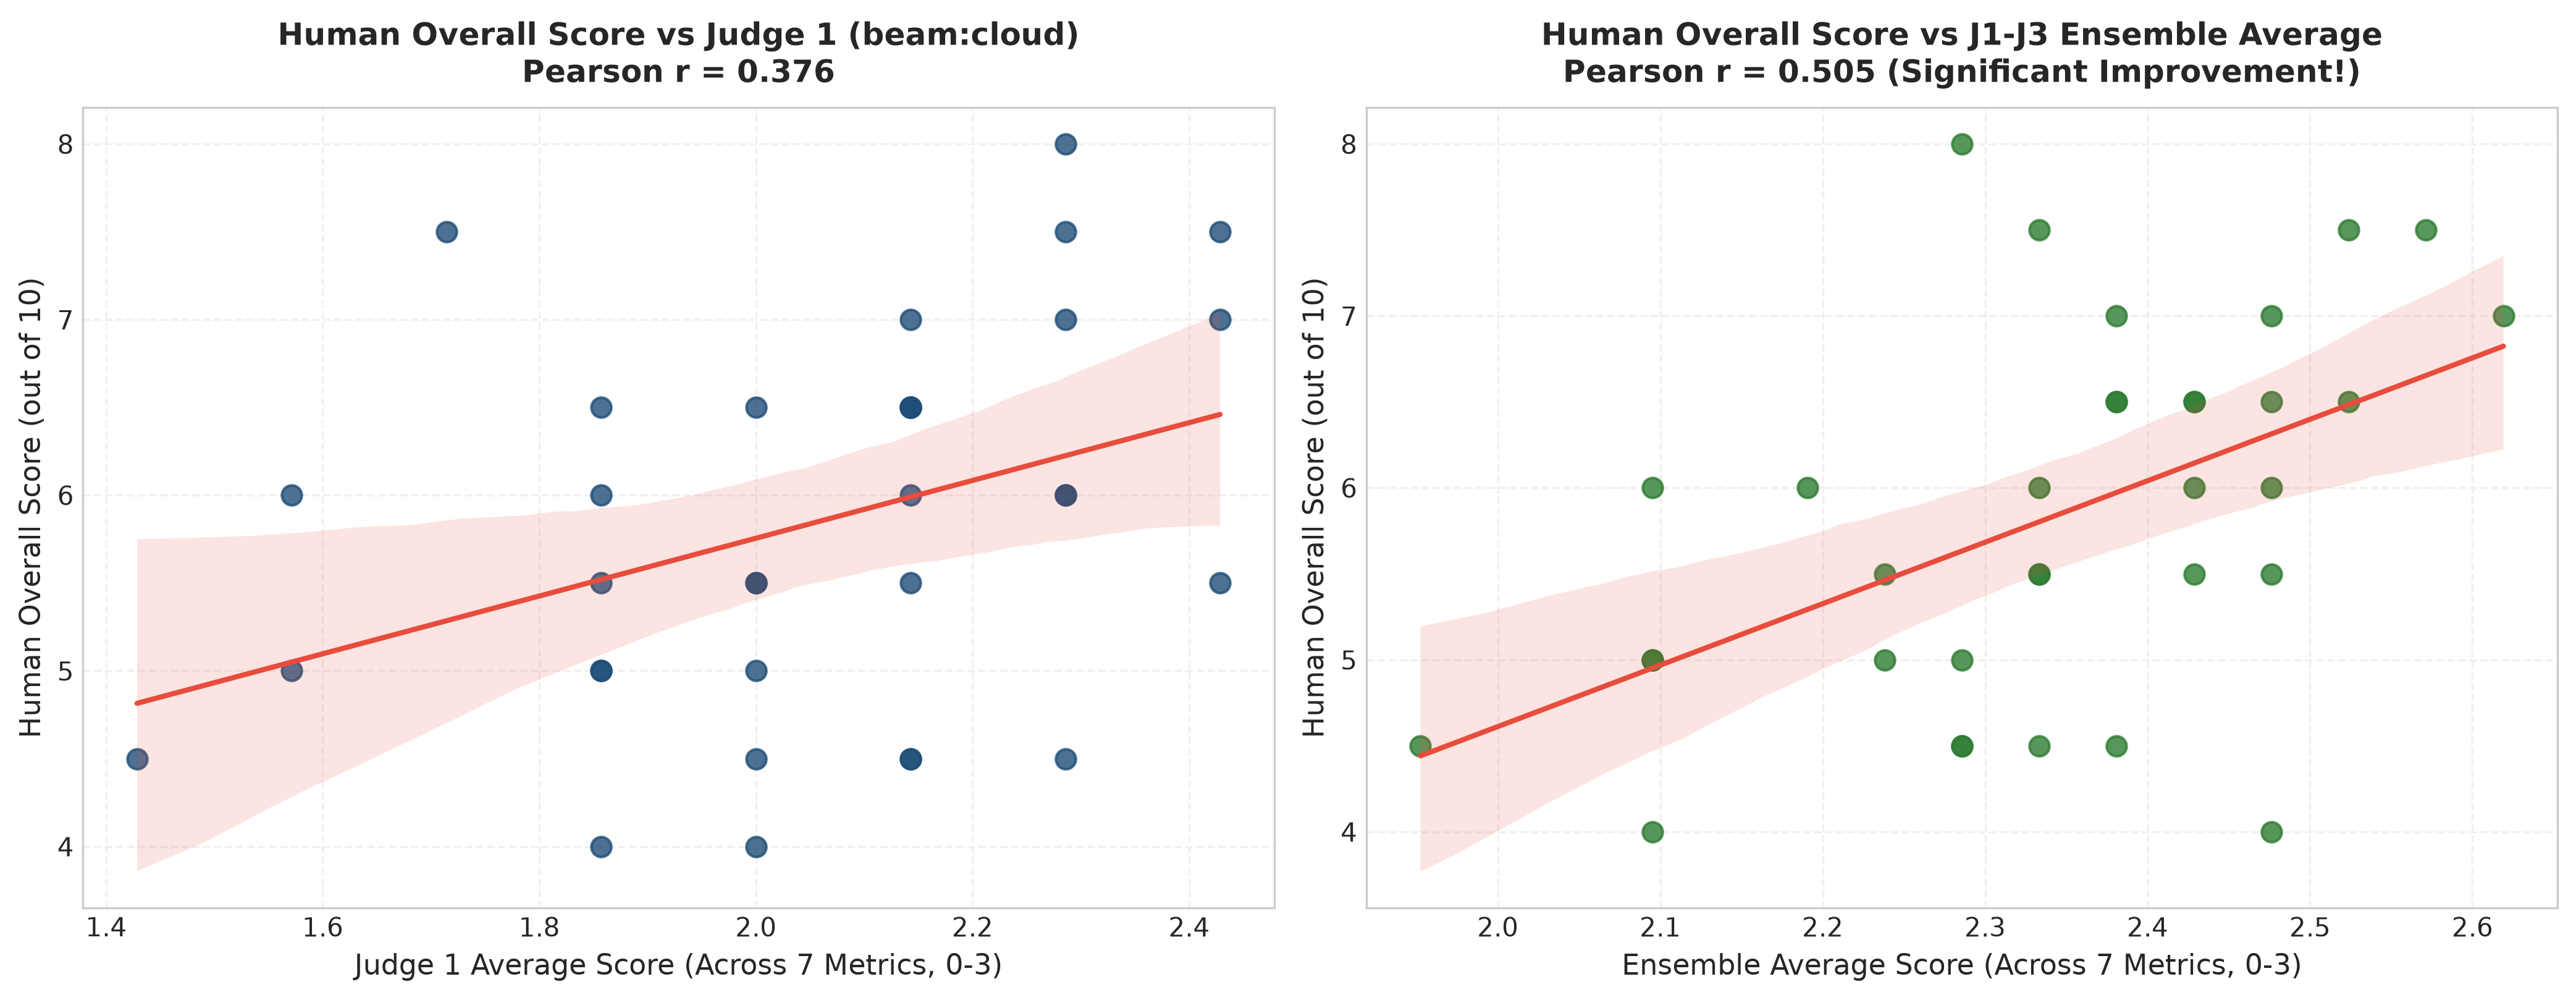 Human Overall Score vs Judge 1 (beam:cloud)
Pearson r = 0.376
Human Overall Score (out of 10)
8
7
6
5
4
1.4 1.6 1.8 2.0 2.2 2.4
Judge 1 Average Score (Across 7 Metrics, 0-3)
Human Overall Score vs J1-J3 Ensemble Average
Pearson r = 0.505 (Significant Improvement!)
Human Overall Score (out of 10)
8
7
6
5
4
2.0 2.1 2.2 2.3 2.4 2.5 2.6
Ensemble Average Score (Across 7 Metrics, 0-3)